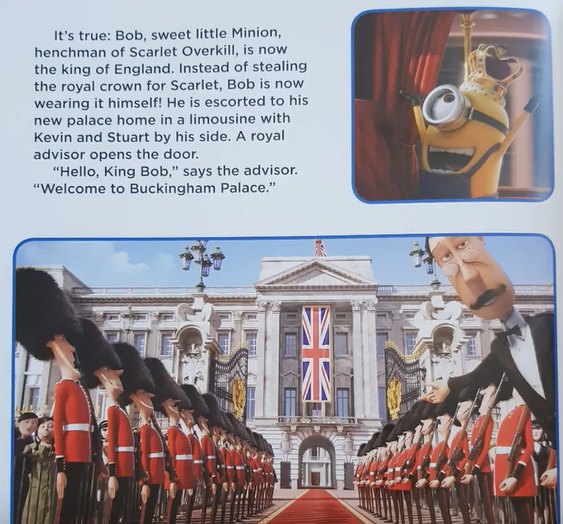 It's true: Bob, sweet little Minion,
henchman of Scarlet Overkill, is now
the king of England. Instead of stealing
the royal crown for Scarlet, Bob is now
wearing it himself! He is escorted to his
new palace home in a limousine with
Kevin and Stuart by his side. A royal
advisor opens the door.
“Hello, King Bob,” says the advisor.
“Welcome to Buckingham Palace.”